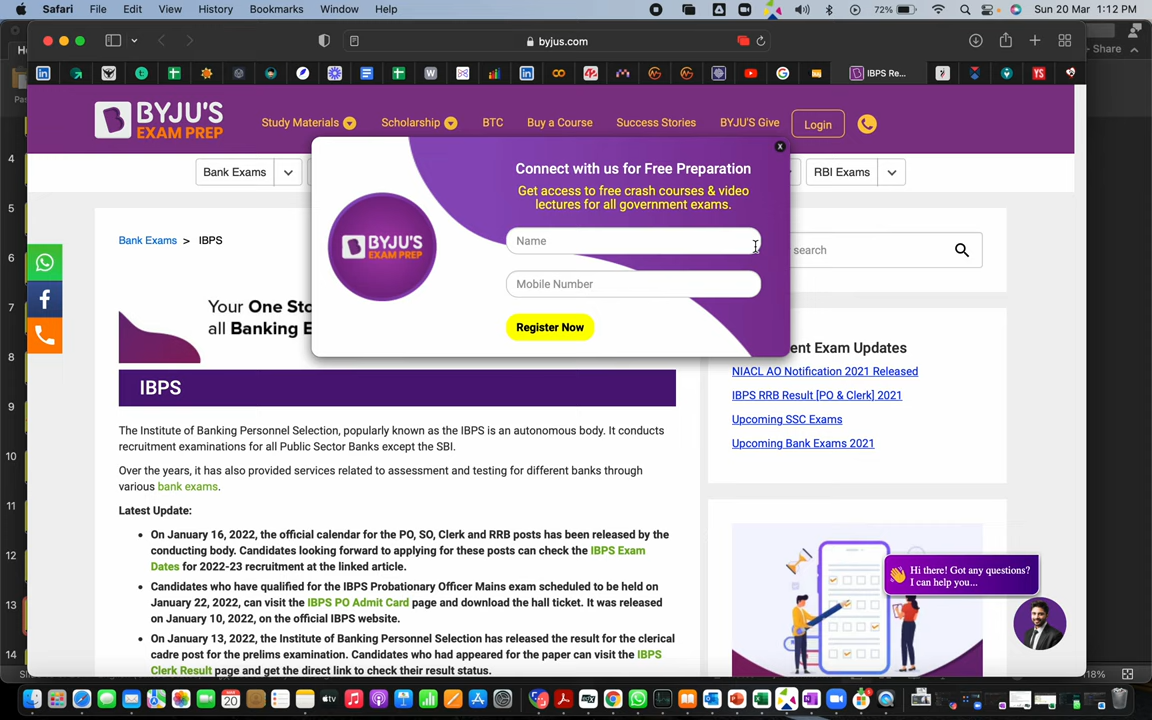 Safari File Edit View History Bookmarks Window Help
72% Sun 20 Mar 1:12 PM
byjus.com
Share
IBPS Re...
BYJU'S
EXAM PREP
Study Materials
Scholarship
BTC
Buy a Course
Success Stories
BYJU'S Give
Login
Bank Exams
RBI Exams
x
Connect with us for Free Preparation
Get access to free crash courses & video
lectures for all government exams.
BYJU'S
EXAM PREP
Name
Mobile Number
Register Now
Bank Exams > IBPS
search
Your One Sto
all Banking E
IBPS
The Institute of Banking Personnel Selection, popularly known as the IBPS is an autonomous body. It conducts
recruitment examinations for all Public Sector Banks except the SBI.
Over the years, it has also provided services related to assessment and testing for different banks through
various bank exams.
Latest Update:
On January 16, 2022, the official calendar for the PO, SO, Clerk and RRB posts has been released by the
conducting body. Candidates looking forward to applying for these posts can check the IBPS Exam
Dates for 2022-23 recruitment at the linked article.
Candidates who have qualified for the IBPS Probationary Officer Mains exam scheduled to be held on
January 22, 2022, can visit the IBPS PO Admit Card page and download the hall ticket. It was released
on January 10, 2022, on the official IBPS website.
On January 13, 2022, the Institute of Banking Personnel Selection has released the result for the clerical
cadre post for the prelims examination. Candidates who had appeared for the paper can visit the IBPS
Clerk Result page and get the direct link to check their result status.
ent Exam Updates
NIACL AO Notification 2021 Released
IBPS RRB Result [PO & Clerk] 2021
Upcoming SSC Exams
Upcoming Bank Exams 2021
Hi there! Got any questions?
I can help you...
4
5
6
7
8
9
10
11
12
13
14
18%